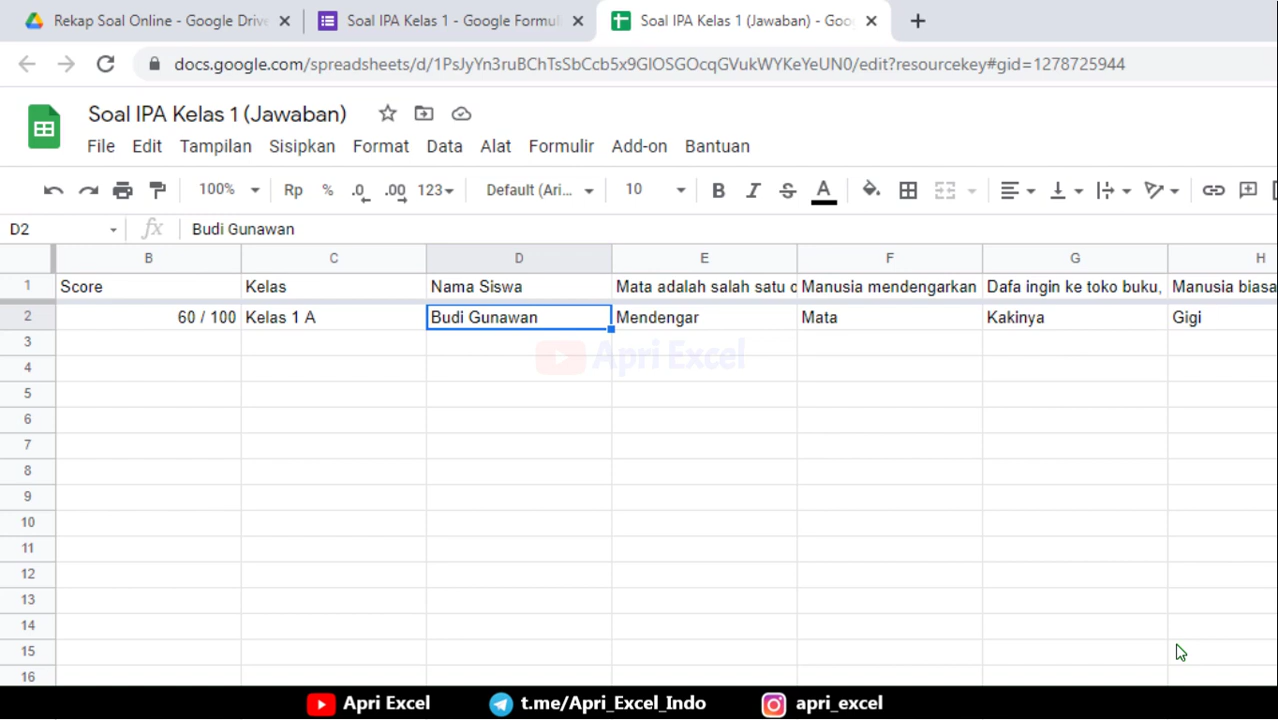 Rekap Soal Online - Google Drive
Soal IPA Kelas 1 - Google Formul
Soal IPA Kelas 1 (Jawaban) - Goo
docs.google.com/spreadsheets/d/1PsJyYn3ruBChTsSbCcb5x9GlOSGOcqGVukWYKeYeUN0/edit?resourcekey#gid=1278725944
Soal IPA Kelas 1 (Jawaban)
File Edit Tampilan Sisipkan Format Data Alat Formulir Add-on Bantuan
100% Rp % .0 .00 123 Default (Ari... 10 B I S A
D2 fx Budi Gunawan
B C D E F G H
1 Score Kelas Nama Siswa Mata adalah salah satu Manusia mendengarkan Dafa ingin ke toko buku, Manusia biasa
2 60 / 100 Kelas 1 A Budi Gunawan Mendengar Mata Kakinya Gigi
3
Apri Excel
4
5
6
7
8
9
10
11
12
13
14
15
16
Apri Excel t.me/Apri_Excel_Indo apri_excel